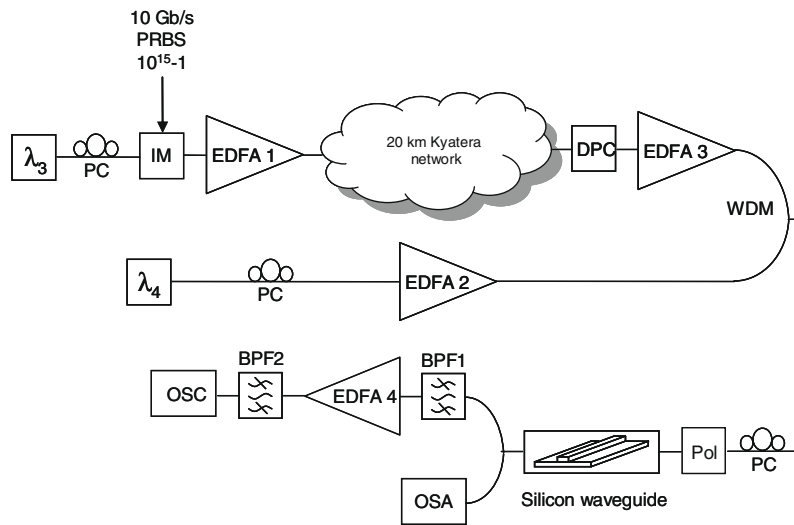 10 Gb/s
PRBS
10¹⁵-1
λ₃
PC
IM
EDFA 1
20 km Kyatera
network
DPC
EDFA 3
WDM
λ₄
PC
EDFA 2
OSC
BPF2
EDFA 4
BPF1
OSA
Silicon waveguide
Pol
PC